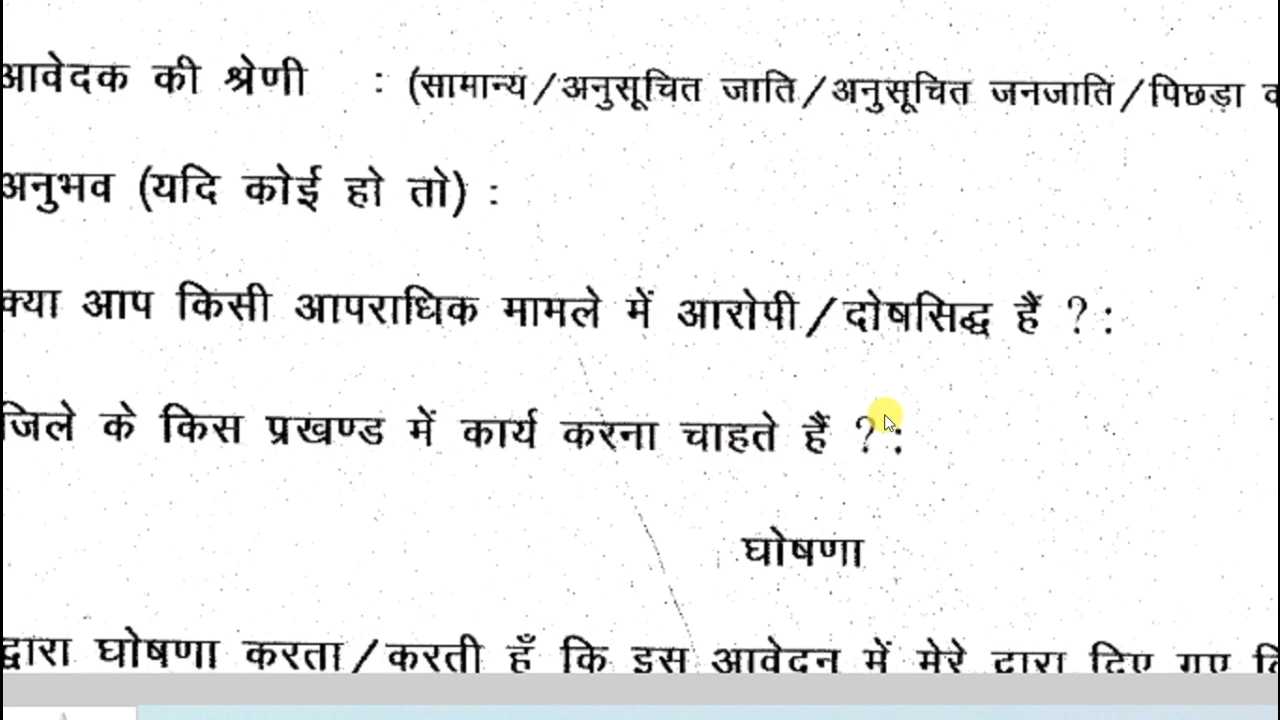 आवेदक की श्रेणी : (सामान्य/अनुसूचित जाति/अनुसूचित जनजाति/पिछड़ा
अनुभव (यदि कोई हो तो) :
क्या आप किसी आपराधिक मामले में आरोपी/दोषसिद्ध हैं ? :
जिले के किस प्रखण्ड में कार्य करना चाहते हैं ? :
घोषणा
द्वारा घोषणा करता/करती हूँ कि इस आवेदन में मेरे द्वारा दिए गए